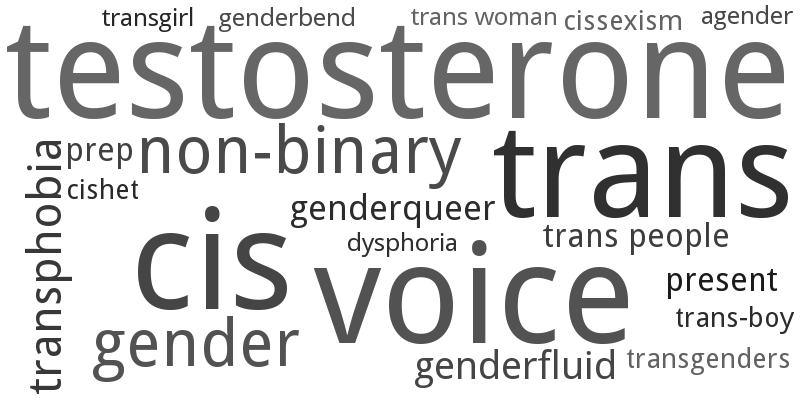 transgirl genderbend trans woman cissexism agender
testosterone
transphobia
prep non-binary trans
cishet
genderqueer
trans people
cis dysphoria
voice present
trans-boy
gender
genderfluid transgenders